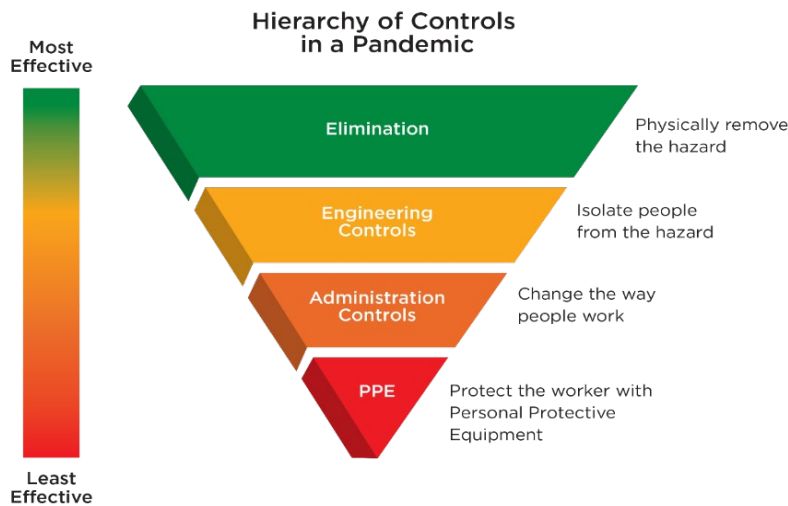 Hierarchy of Controls
in a Pandemic
Most
Effective
Elimination
Physically remove
the hazard
Engineering
Controls
Isolate people
from the hazard
Administration
Controls
Change the way
people work
PPE
Protect the worker with
Personal Protective
Equipment
Least
Effective